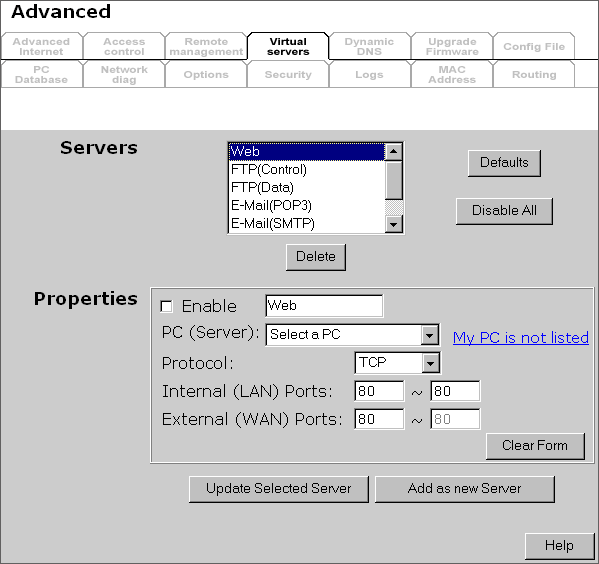 Advanced
Advanced Internet
Access control
Remote management
Virtual servers
Dynamic DNS
Upgrade Firmware
Config File
PC Database
Network diag
Options
Security
Logs
MAC Address
Routing
Servers
Web
FTP(Control)
FTP(Data)
E-Mail(POP3)
E-Mail(SMTP)
Defaults
Disable All
Delete
Properties
Enable Web
PC (Server): Select a PC
My PC is not listed
Protocol: TCP
Internal (LAN) Ports: 80 ~ 80
External (WAN) Ports: 80 ~ 80
Clear Form
Update Selected Server
Add as new Server
Help